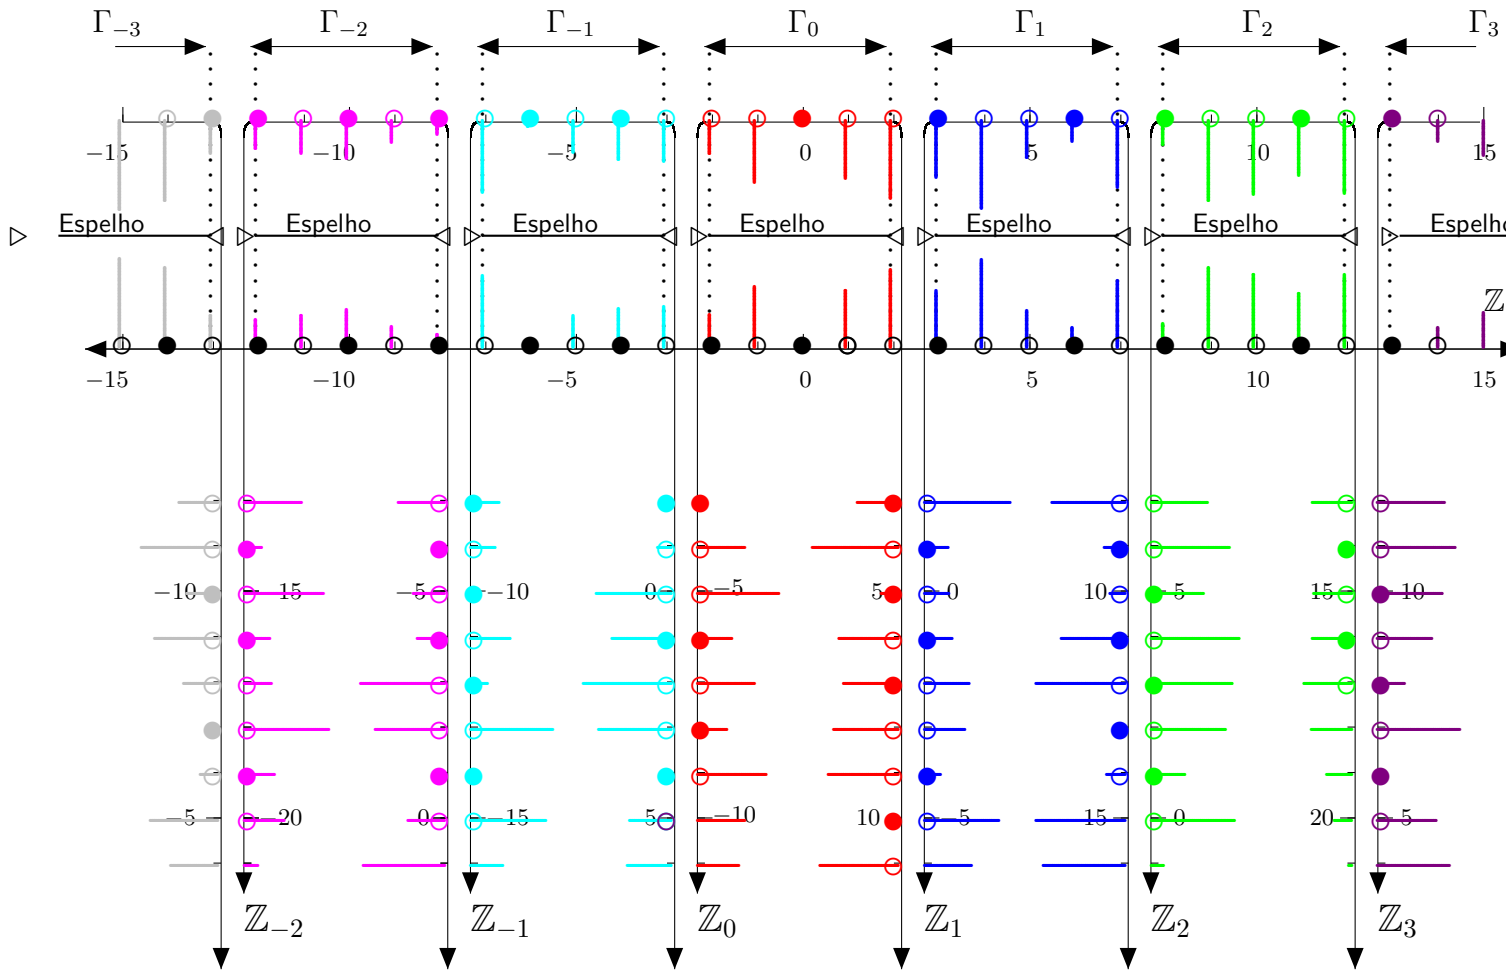 Γ₋₃ Γ₋₂ Γ₋₁ Γ₀ Γ₁ Γ₂ Γ₃
−15 −10 −5 0 5 10 15
Espelho Espelho Espelho Espelho Espelho Espelho Espelho
ℤ
−15 −10 −5 0 5 10 15
−10 15 −5 −10 0 −5 5 0 10 5 15 10
−5 −20 0 −15 5 −10 10 −5 15 0 20 5
ℤ₋₂ ℤ₋₁ ℤ₀ ℤ₁ ℤ₂ ℤ₃